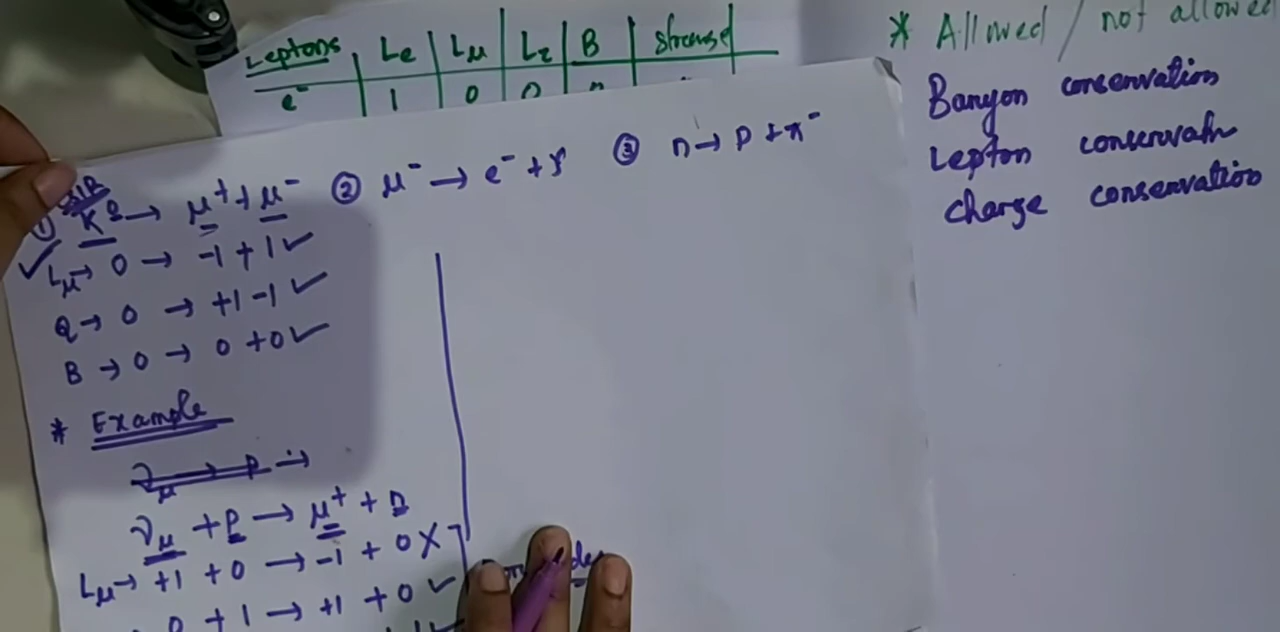 Leptons Le Lμ Lτ B strange
e⁻ 1 0 0
* Allowed / not allowed
Baryon conservation
Lepton conservatn
charge conservation
① K⁰ → μ⁺ + μ⁻ ② μ⁻ → e⁻ + γ ③ n → p + π⁻
✓ Lμ → 0 → -1 + 1 ✓
Q → 0 → +1 -1 ✓
B → 0 → 0 + 0 ✓
* Example
νμ + P → μ⁺ + n
Lμ → +1 + 0 → -1 + 0 X
0 + 1 → +1 + 0 ✓